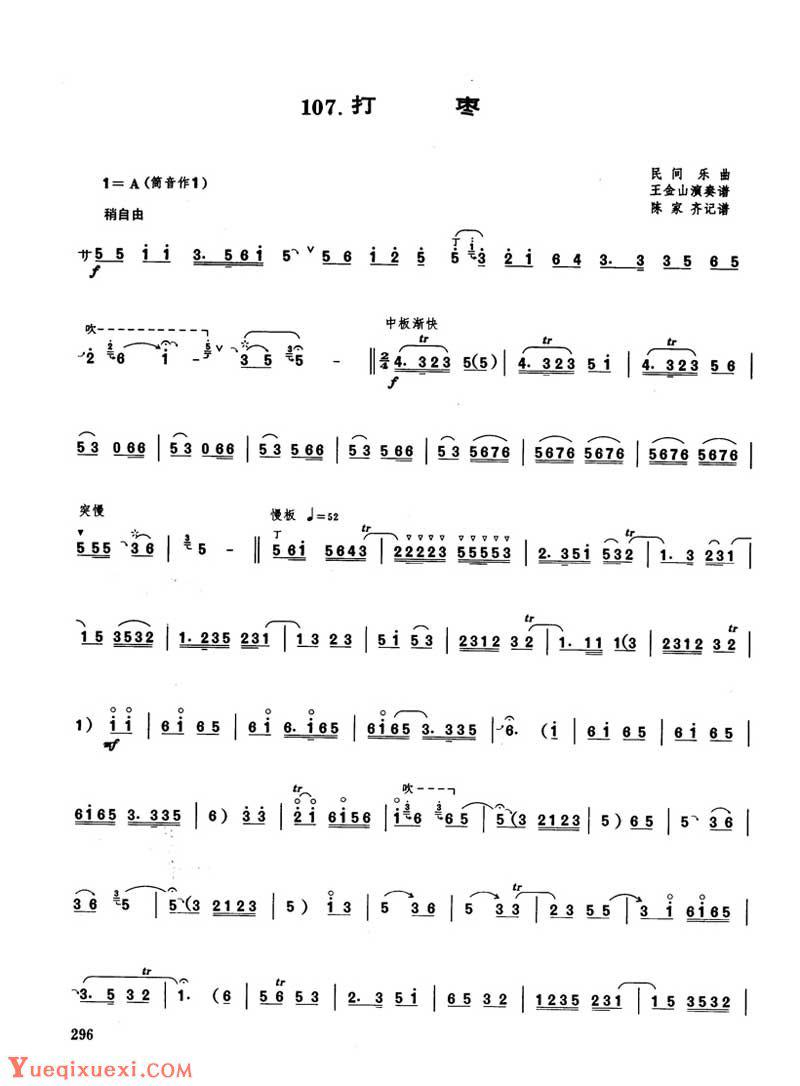 107. 打 枣
1＝A（筒音作1） 民间乐曲
王金山演奏谱
稍自由 陈家齐记谱
サ5 5 i i 3. 5 6 i 5 ∨ 5 6 i 2 5 5 3 2 i 6 4 3. 3 3 5 6 5
f
吹 中板渐快
2 6 i – ∨ 3 5 5 – ‖ 2/4 4. 3 2 3 5 (5) | 4. 3 2 3 5 i | 4. 3 2 3 5 6 |
f
5 3 0 6 6 | 5 3 0 6 6 | 5 3 5 6 6 | 5 3 5 6 6 | 5 3 5 6 7 6 | 5 6 7 6 5 6 7 6 | 5 6 7 6 5 6 7 6 |
突慢 慢板 ♩＝52
5 5 5 3 6 | 5 – ‖ 5 6 i 5 6 4 3 | 2 2 2 2 3 5 5 5 5 3 | 2. 3 5 i 5 3 2 | 1. 3 2 3 1 |
1 5 3 5 3 2 | 1. 2 3 5 2 3 1 | 1 3 2 3 | 5 i 5 3 | 2 3 1 2 3 2 | 1. 1 1 1 (3 | 2 3 1 2 3 2 |
1) i i | 6 i 6 5 | 6 i 6. i 6 5 | 6 i 6 5 3. 3 3 5 | 6. (i | 6 i 6 5 | 6 i 6 5 |
mf
吹
6 i 6 5 3. 3 3 5 | 6) 3 3 | 2 i 6 i 5 6 | i 6 6 5 | 5 (3 2 1 2 3 | 5) 6 5 | 5 3 6 |
3 6 5 | 5 (3 2 1 2 3 | 5) i 3 | 5 3 6 | 5 3 3 | 2 3 5 5 | 3 i 6 i 6 5 |
3. 5 3 2 | 1. (6 | 5 6 5 3 | 2. 3 5 i | 6 5 3 2 | 1 2 3 5 2 3 1 | 1 5 3 5 3 2 |
296
Yueqixuexi.com